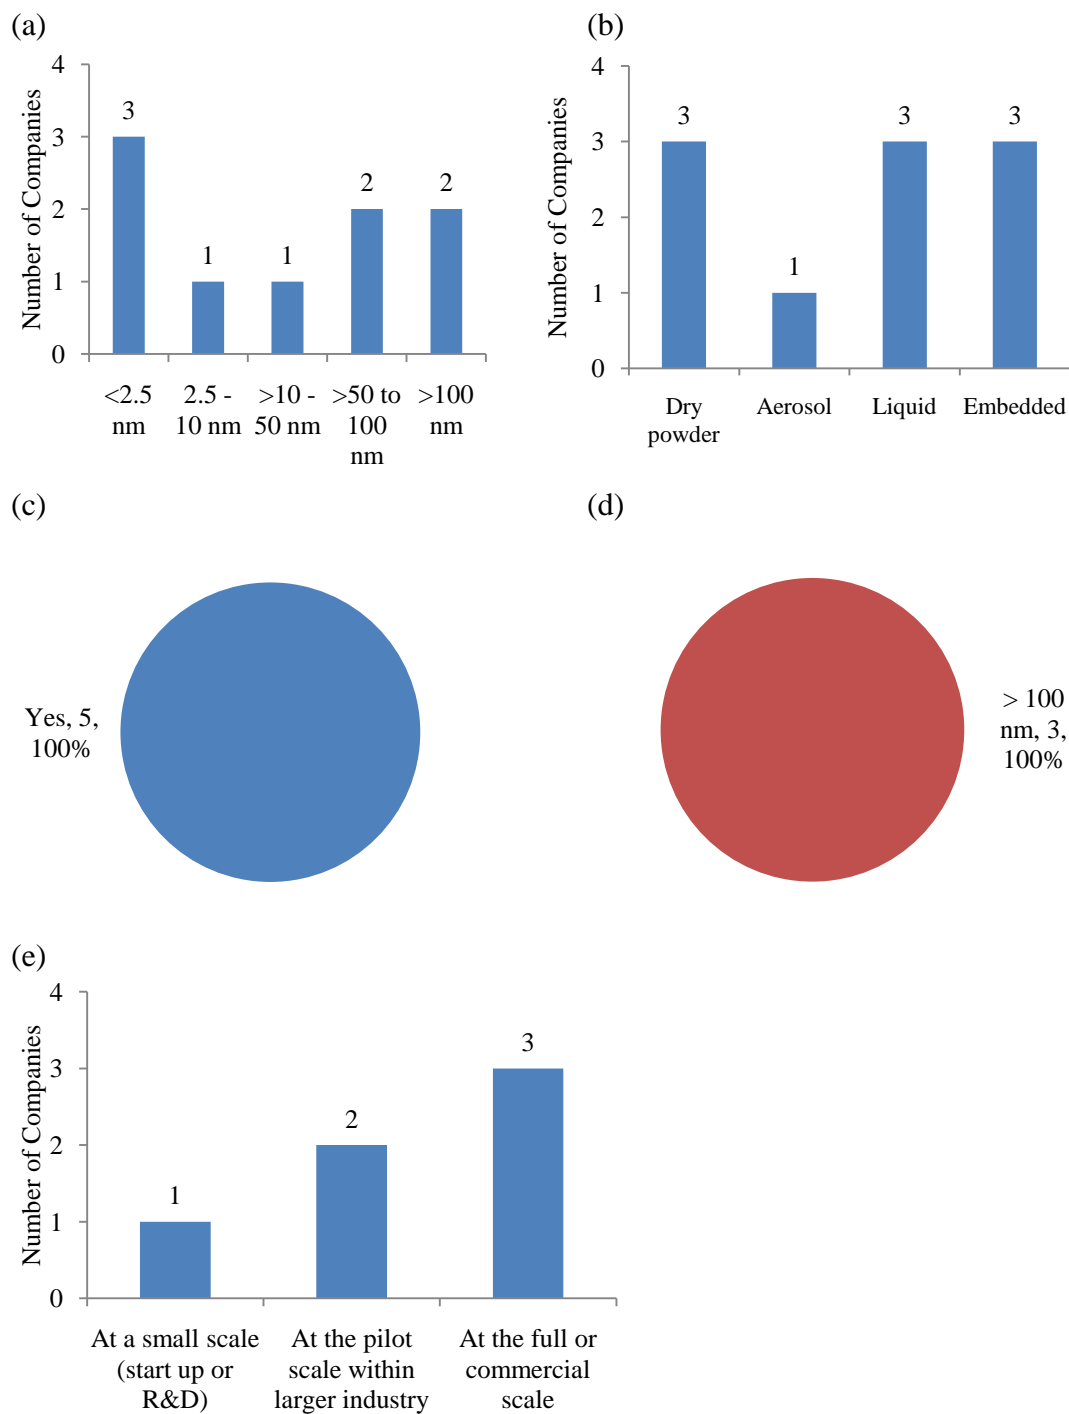 (a)
Number of Companies
4
3
2
1
0
3
1
1
2
2
<2.5
nm
2.5 -
10 nm
>10 -
50 nm
>50 to
100
nm
>100
nm
(b)
Number of Companies
4
3
2
1
0
3
1
3
3
Dry
powder
Aerosol
Liquid
Embedded
(c)
Yes, 5,
100%
(d)
> 100
nm, 3,
100%
(e)
Number of Companies
4
3
2
1
0
1
2
3
At a small scale
(start up or
R&D)
At the pilot
scale within
larger industry
At the full or
commercial
scale